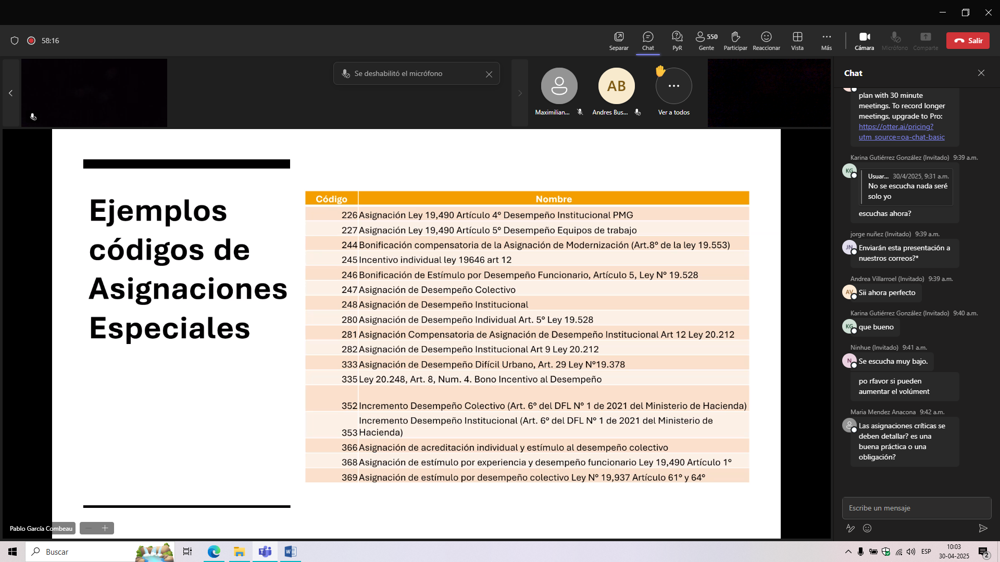 58:16
Separar
Chat
PyR
550
Gente
Participar
Reaccionar
Vista
Más
Cámara
Micrófono
Comparte
Salir
Se deshabilitó el micrófono
Maximilian...
AB
Andres Bus...
Ver a todos
Ejemplos
códigos de
Asignaciones
Especiales
Código Nombre
226 Asignación Ley 19,490 Artículo 4° Desempeño Institucional PMG
227 Asignación Ley 19,490 Artículo 5° Desempeño Equipos de trabajo
244 Bonificación compensatoria de la Asignación de Modernización (Art.8° de la ley 19.553)
245 Incentivo individual ley 19646 art 12
246 Bonificación de Estímulo por Desempeño Funcionario, Artículo 5, Ley N° 19.528
247 Asignación de Desempeño Colectivo
248 Asignación de Desempeño Institucional
280 Asignación de Desempeño Individual Art. 5° Ley 19.528
281 Asignación Compensatoria de Asignación de Desempeño Institucional Art 12 Ley 20.212
282 Asignación de Desempeño Institucional Art 9 Ley 20.212
333 Asignación de Desempeño Difícil Urbano, Art. 29 Ley N°19.378
335 Ley 20.248, Art. 8, Num. 4. Bono Incentivo al Desempeño
352 Incremento Desempeño Colectivo (Art. 6° del DFL N° 1 de 2021 del Ministerio de Hacienda)
Incremento Desempeño Institucional (Art. 6° del DFL N° 1 de 2021 del Ministerio de
353 Hacienda)
366 Asignación de acreditación individual y estímulo al desempeño colectivo
368 Asignación de estímulo por experiencia y desempeño funcionario Ley 19,490 Artículo 1°
369 Asignación de estímulo por desempeño colectivo Ley N° 19,937 Artículo 61° y 64°
Pablo García Combeau
Chat
plan with 30 minute
meetings. To record longer
meetings, upgrade to Pro:
https://otter.ai/pricing?
utm_source=oa-chat-basic
Karina Gutiérrez González (Invitado) 9:39 a.m.
KG
Usuar... 30/4/2025, 9:31 a.m.
No se escucha nada seré
solo yo
escuchas ahora?
jorge nuñez (Invitado) 9:39 a.m.
JN
Enviarán esta presentación a
nuestros correos?*
Andrea Villarroel (Invitado) 9:39 a.m.
AV
Sii ahora perfecto
Karina Gutiérrez González (Invitado) 9:40 a.m.
KG
que bueno
Ninhue (Invitado) 9:41 a.m.
N
Se escucha muy bajo.
po rfavor si pueden
aumentar el volúment
Maria Mendez Anacona 9:42 a.m.
Las asignaciones críticas se
deben detallar? es una
buena práctica o una
obligación?
Escribe un mensaje
Buscar
ESP
10:03
30-04-2025
2